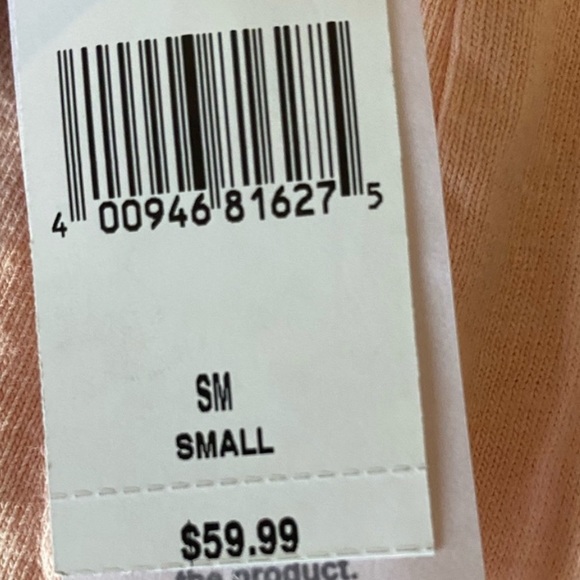 4 00946 81627 5
SM
SMALL
$59.99
the product.